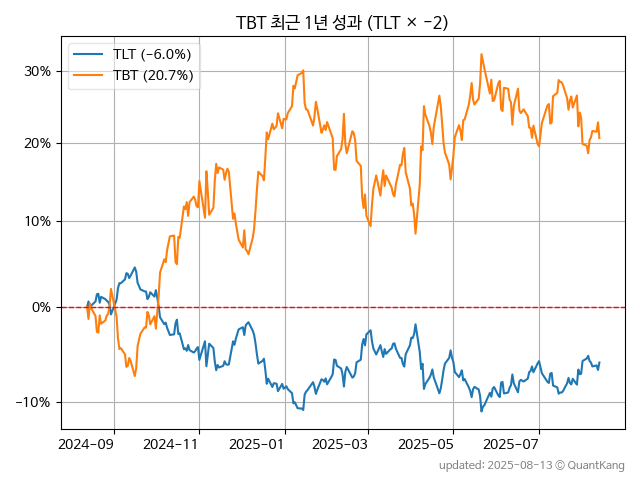 TBT 최근 1년 성과 (TLT × -2)
TLT (-6.0%)
TBT (20.7%)
30%
20%
10%
0%
-10%
2024-09
2024-11
2025-01
2025-03
2025-05
2025-07
updated: 2025-08-13 © QuantKang